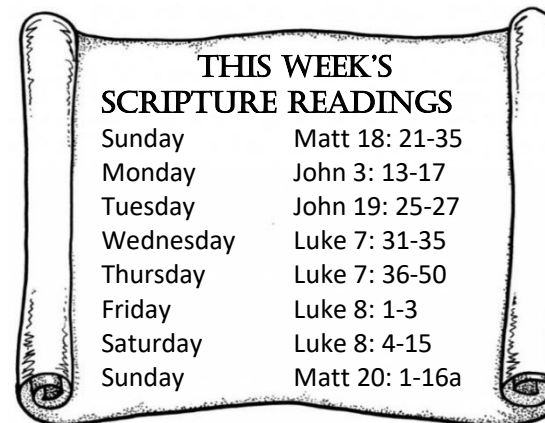 THIS WEEK'S
SCRIPTURE READINGS
Sunday Matt 18: 21-35
Monday John 3: 13-17
Tuesday John 19: 25-27
Wednesday Luke 7: 31-35
Thursday Luke 7: 36-50
Friday Luke 8: 1-3
Saturday Luke 8: 4-15
Sunday Matt 20: 1-16a